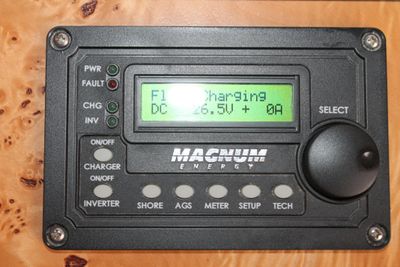 PWR
FAULT
CHG
INV
Charging
DC 26.5V + 0A
SELECT
ON/OFF
CHARGER
MAGNUM
ENERGY
ON/OFF
INVERTER
SHORE
AGS
METER
SETUP
TECH